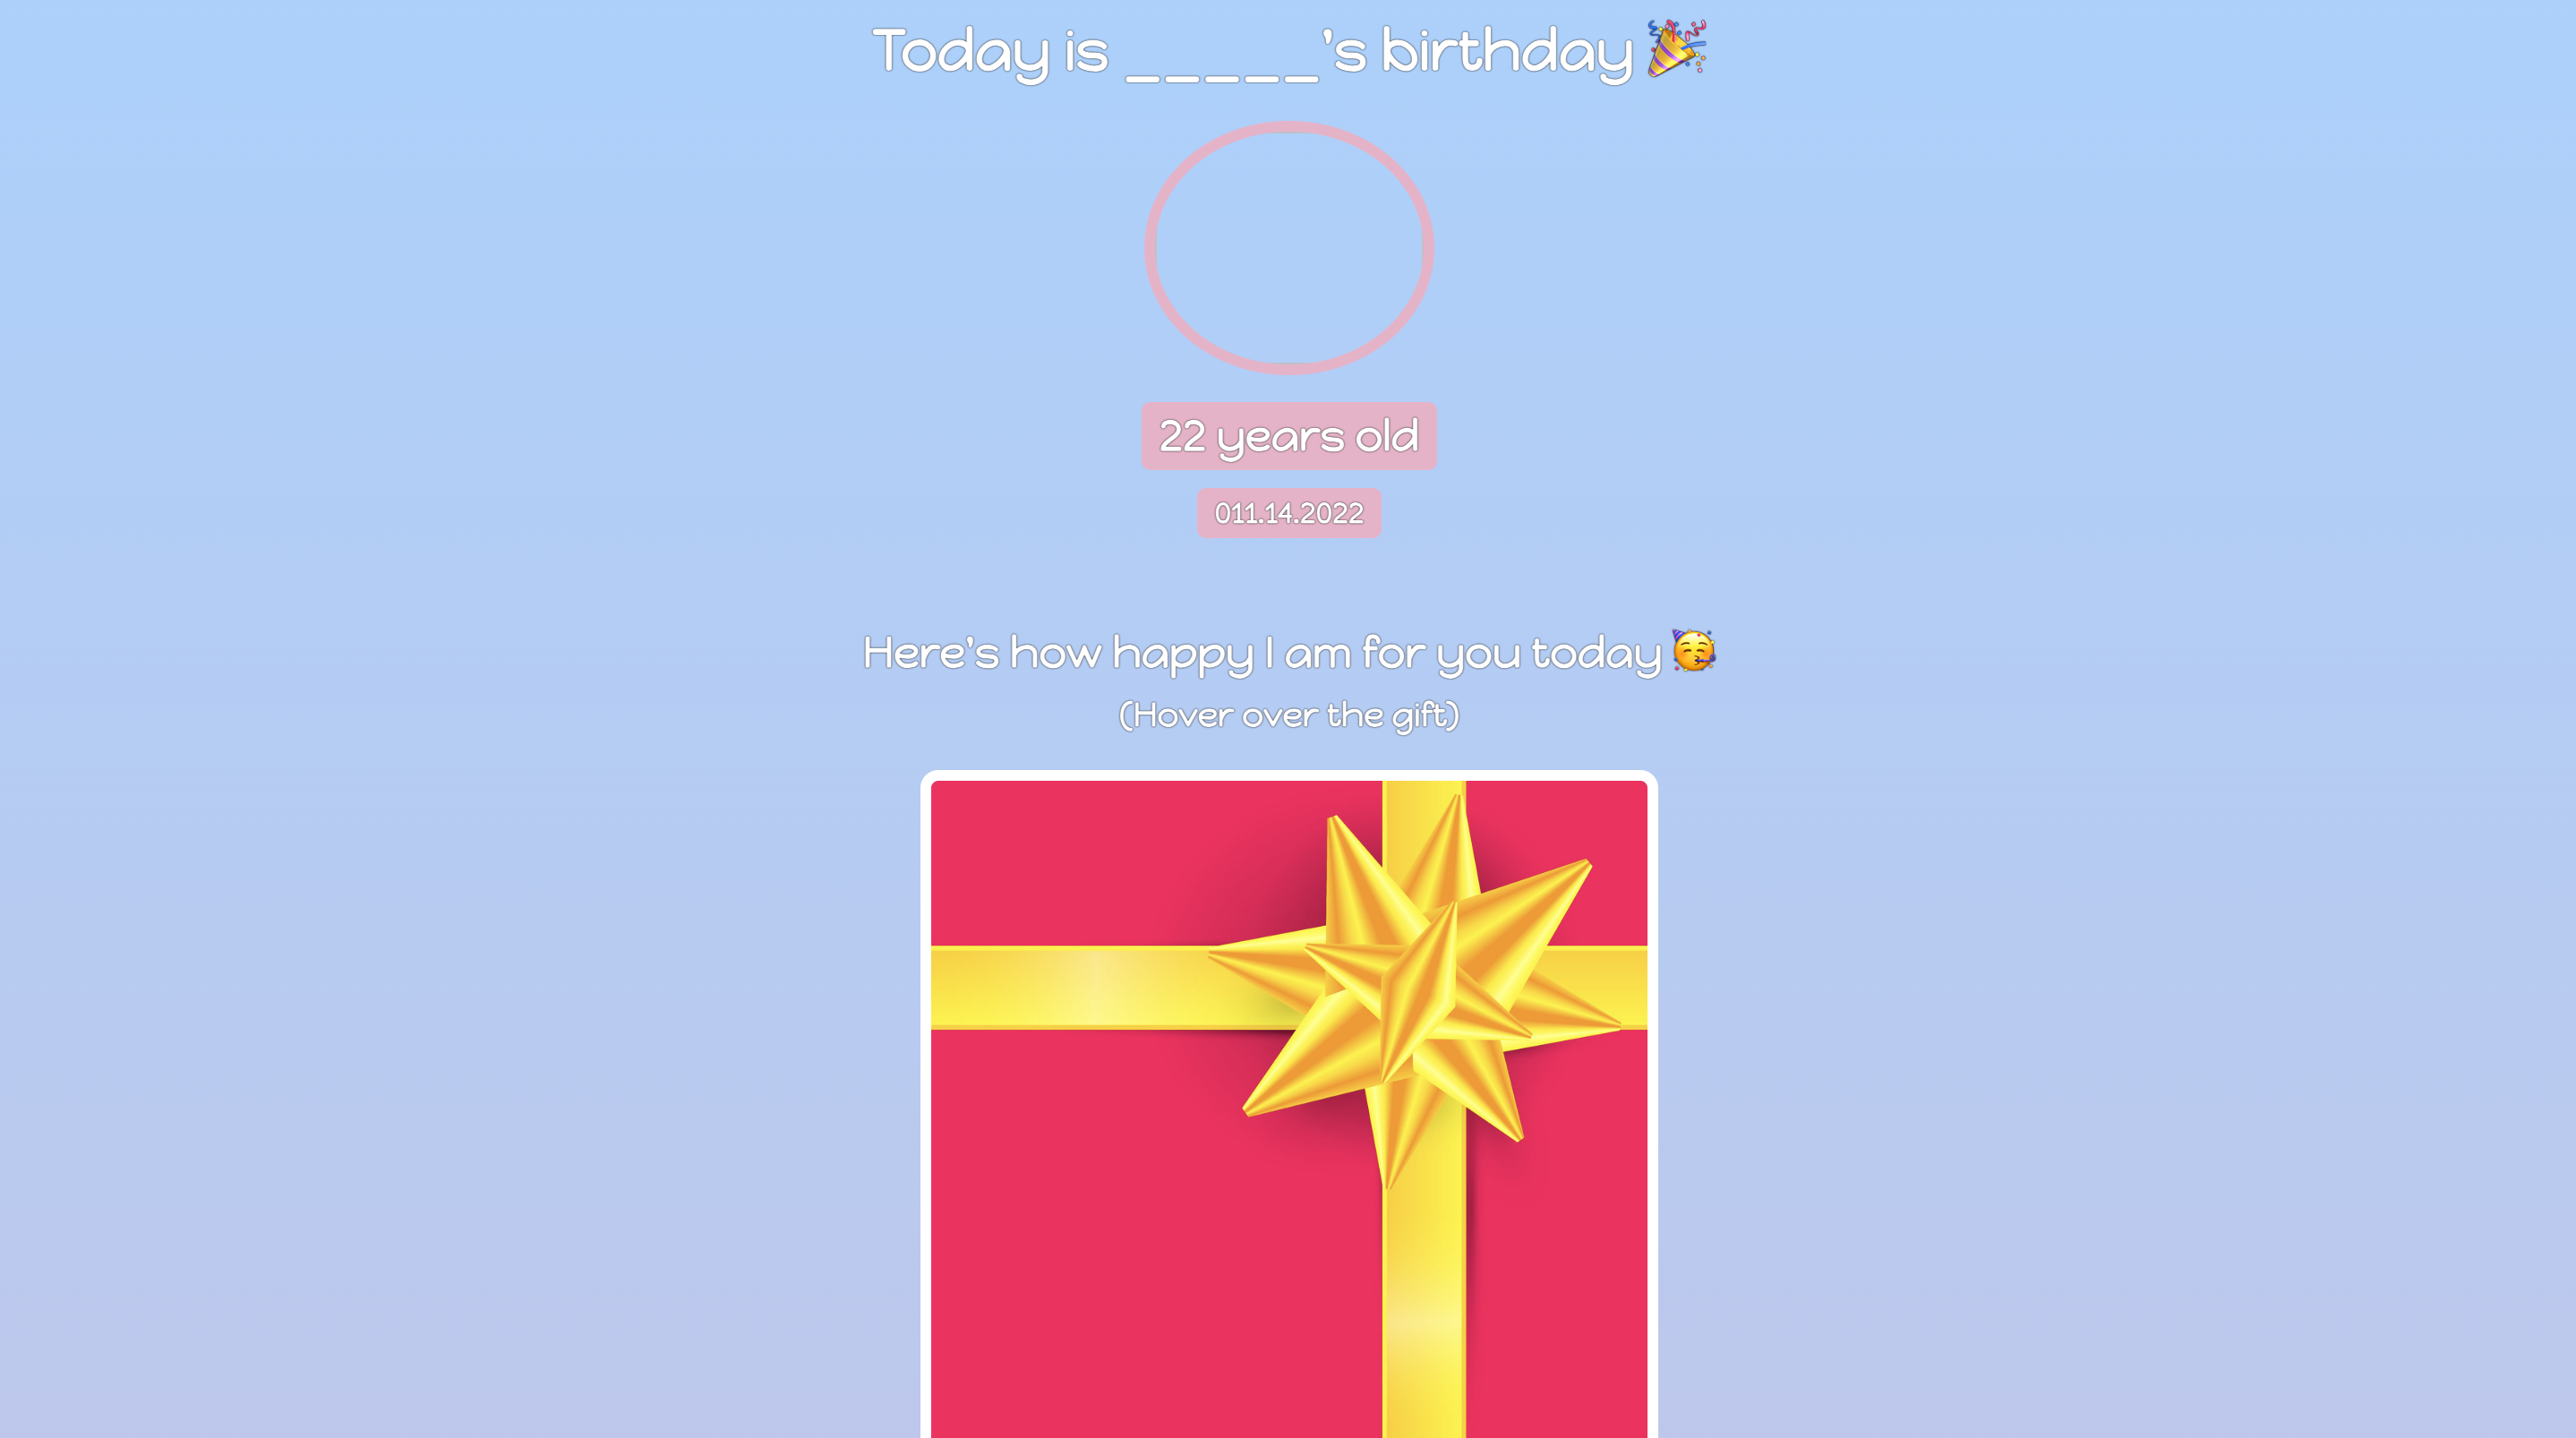 Today is _____'s birthday 🎉
22 years old
011.14.2022
Here's how happy I am for you today 🥳
(Hover over the gift)